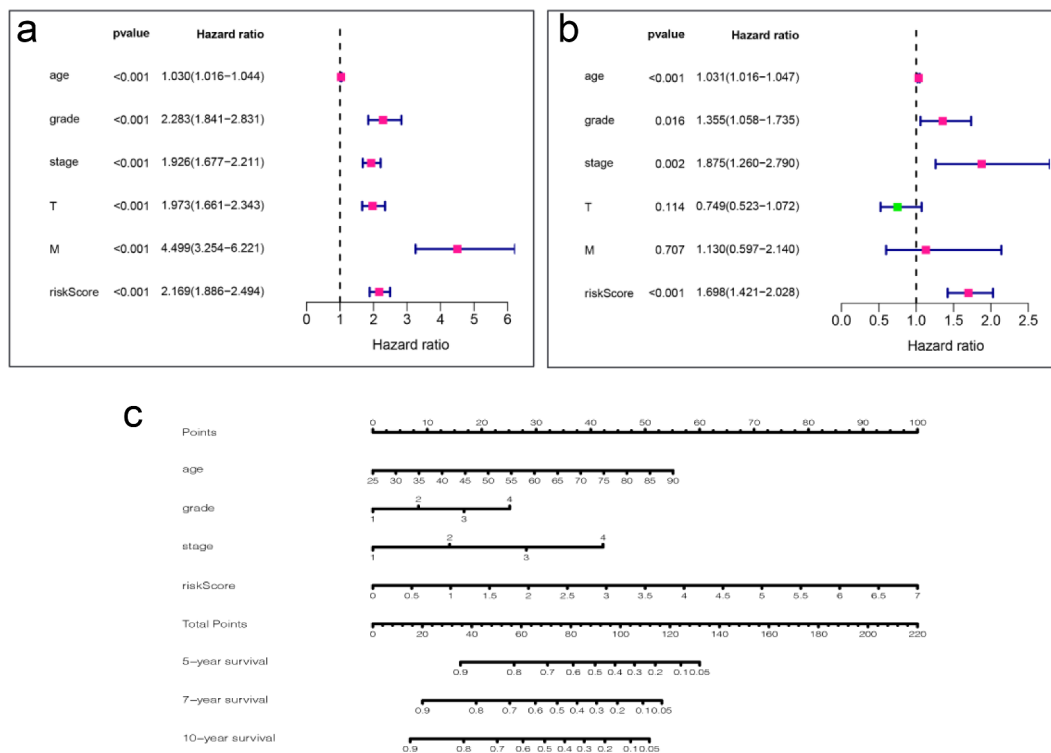 a
pvalue Hazard ratio
age <0.001 1.030(1.016−1.044)
grade <0.001 2.283(1.841−2.831)
stage <0.001 1.926(1.677−2.211)
T <0.001 1.973(1.661−2.343)
M <0.001 4.499(3.254−6.221)
riskScore <0.001 2.169(1.886−2.494)
0 1 2 3 4 5 6
Hazard ratio
b
pvalue Hazard ratio
age <0.001 1.031(1.016−1.047)
grade 0.016 1.355(1.058−1.735)
stage 0.002 1.875(1.260−2.790)
T 0.114 0.749(0.523−1.072)
M 0.707 1.130(0.597−2.140)
riskScore <0.001 1.698(1.421−2.028)
0.0 0.5 1.0 1.5 2.0 2.5
Hazard ratio
c
Points 0 10 20 30 40 50 60 70 80 90 100
age 25 30 35 40 45 50 55 60 65 70 75 80 85 90
grade 1 2 3 4
stage 1 2 3 4
riskScore 0 0.5 1 1.5 2 2.5 3 3.5 4 4.5 5 5.5 6 6.5 7
Total Points 0 20 40 60 80 100 120 140 160 180 200 220
5−year survival 0.9 0.8 0.7 0.6 0.5 0.4 0.3 0.2 0.1 0.05
7−year survival 0.9 0.8 0.7 0.6 0.5 0.4 0.3 0.2 0.1 0.05
10−year survival 0.9 0.8 0.7 0.6 0.5 0.4 0.3 0.2 0.1 0.05